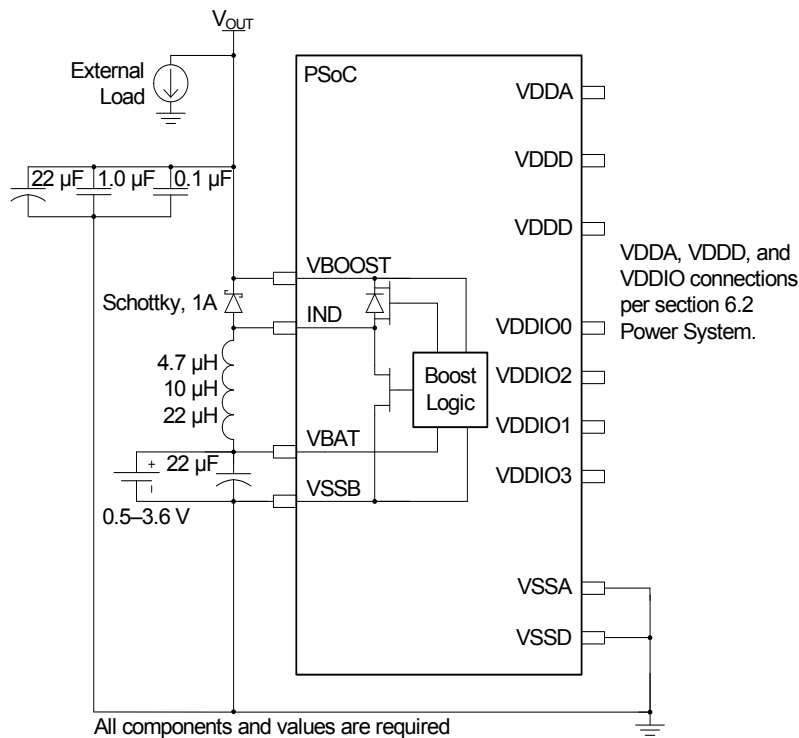 VOUT
External
Load
PSoC
VDDA
VDDD
VDDD
22 µF 1.0 µF 0.1 µF
VDDA, VDDD, and
VDDIO connections
per section 6.2
Power System.
VBOOST
Schottky, 1A
IND
VDDIO0
4.7 µH
10 µH
22 µH
Boost
Logic
VDDIO2
VDDIO1
VBAT
22 µF
+
-
VDDIO3
VSSB
0.5–3.6 V
VSSA
VSSD
All components and values are required